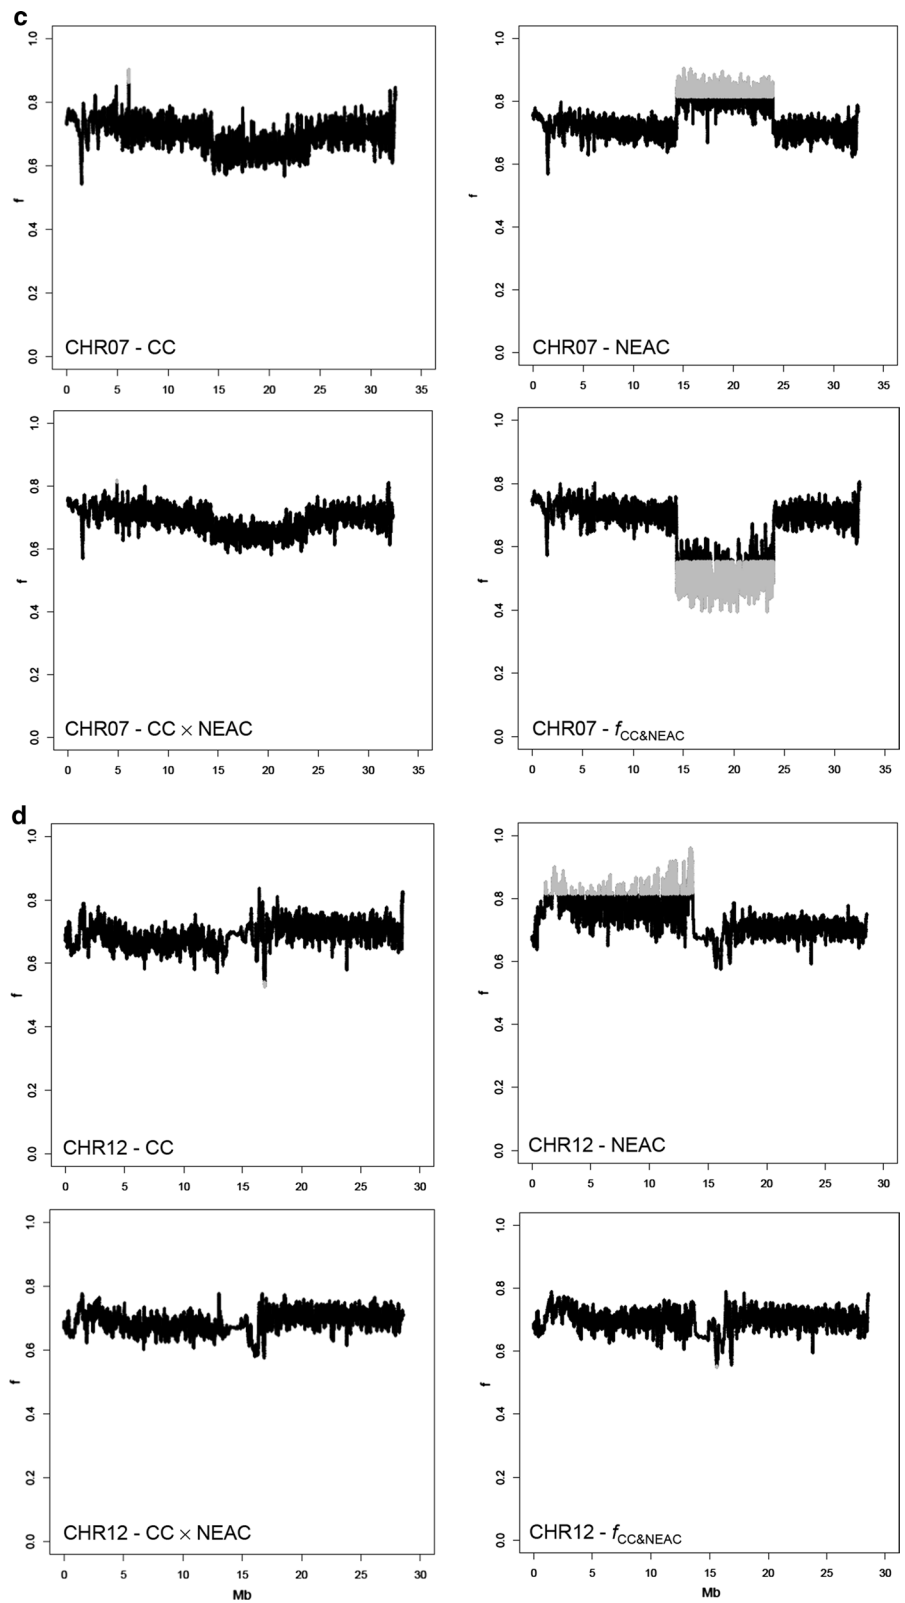 c
1.0
0.8
0.6
0.4
0.2
0.0
f
CHR07 - CC
0 5 10 15 20 25 30 35
1.0
0.8
0.6
0.4
0.2
0.0
f
CHR07 - NEAC
0 5 10 15 20 25 30 35
1.0
0.8
0.6
0.4
0.2
0.0
f
CHR07 - CC × NEAC
0 5 10 15 20 25 30 35
1.0
0.8
0.6
0.4
0.2
0.0
f
CHR07 - fCC&NEAC
0 5 10 15 20 25 30 35
d
1.0
0.8
0.6
0.4
0.2
0.0
f
CHR12 - CC
0 5 10 15 20 25 30
1.0
0.8
0.6
0.4
0.2
0.0
f
CHR12 - NEAC
0 5 10 15 20 25 30
1.0
0.8
0.6
0.4
0.2
0.0
f
CHR12 - CC × NEAC
0 5 10 15 20 25 30
Mb
1.0
0.8
0.6
0.4
0.2
0.0
f
CHR12 - fCC&NEAC
0 5 10 15 20 25 30
Mb